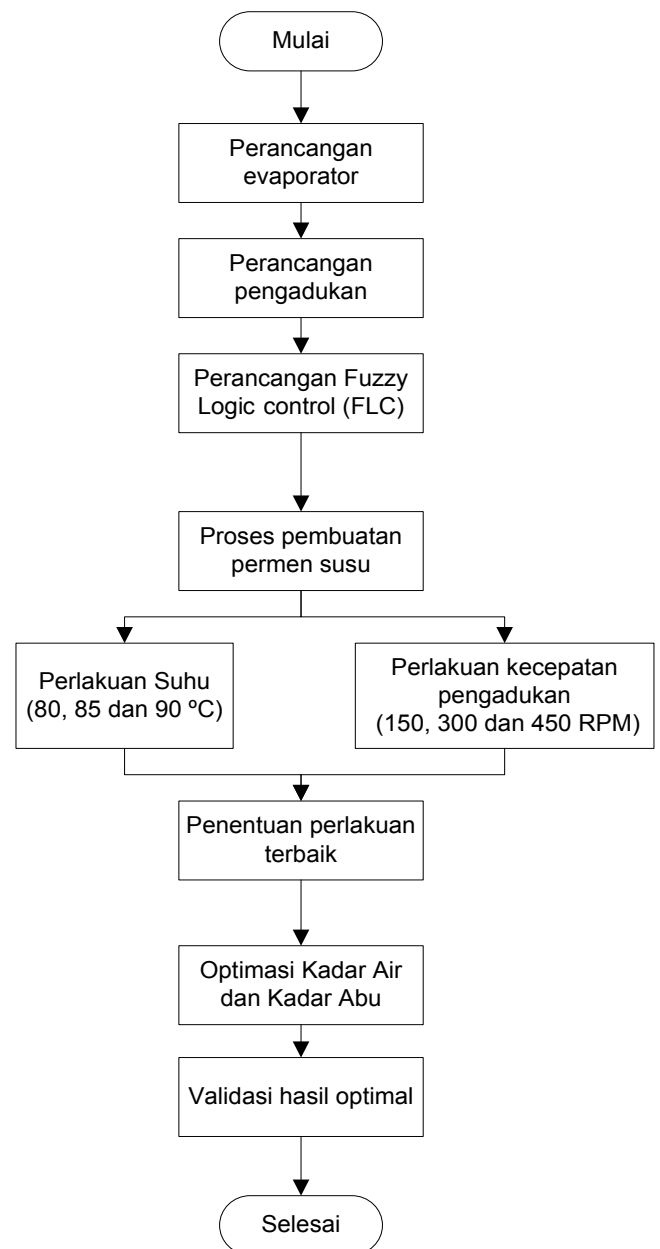 Mulai
Perancangan
evaporator
Perancangan
pengadukan
Perancangan Fuzzy
Logic control (FLC)
Proses pembuatan
permen susu
Perlakuan Suhu
(80, 85 dan 90 ºC)
Perlakuan kecepatan
pengadukan
(150, 300 dan 450 RPM)
Penentuan perlakuan
terbaik
Optimasi Kadar Air
dan Kadar Abu
Validasi hasil optimal
Selesai